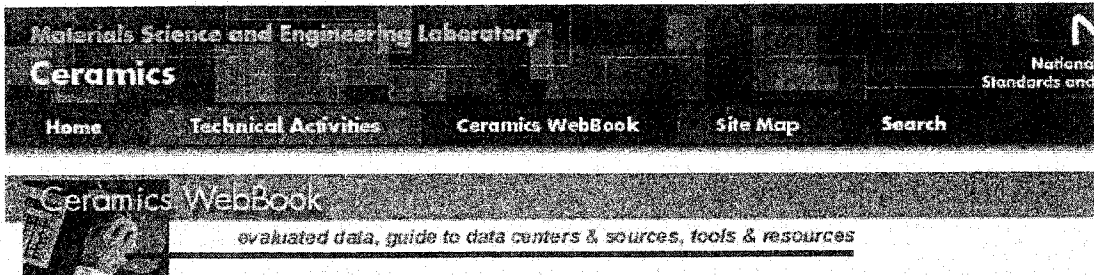 Materials Science and Engineering Laboratory
Ceramics
N
Nationa
Standards and
Home Technical Activities Ceramics WebBook Site Map Search
Ceramics WebBook
evaluated data, guide to data centers & sources, tools & resources